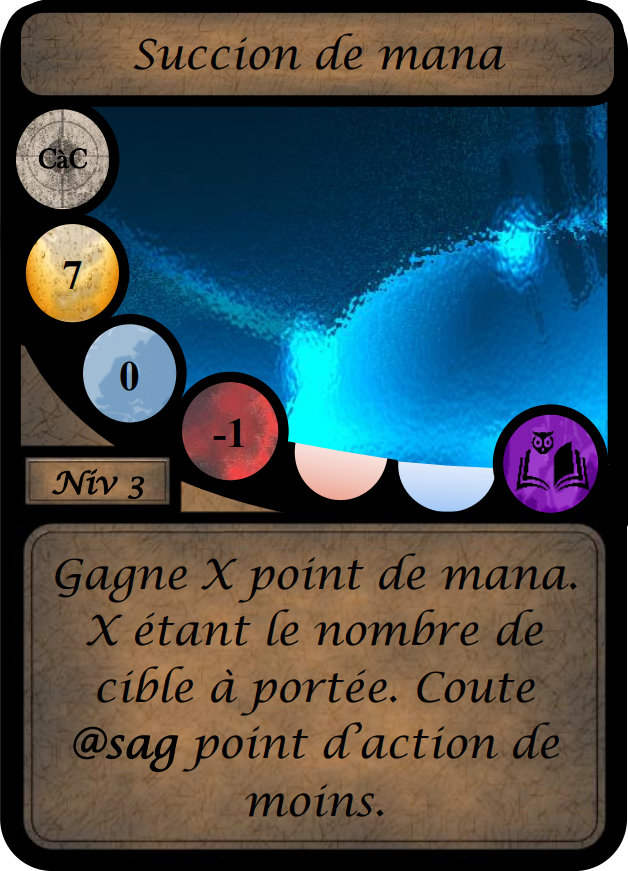 Succion de mana
CàC
7
0
-1
Niv 3
Gagne X point de mana.
X étant le nombre de
cible à portée. Coute
@sag point d'action de
moins.